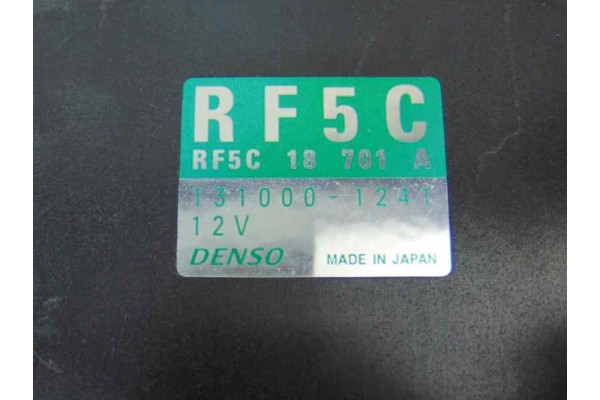 RF5C
RF5C 18 701 A
131000-1241
12V
DENSO MADE IN JAPAN